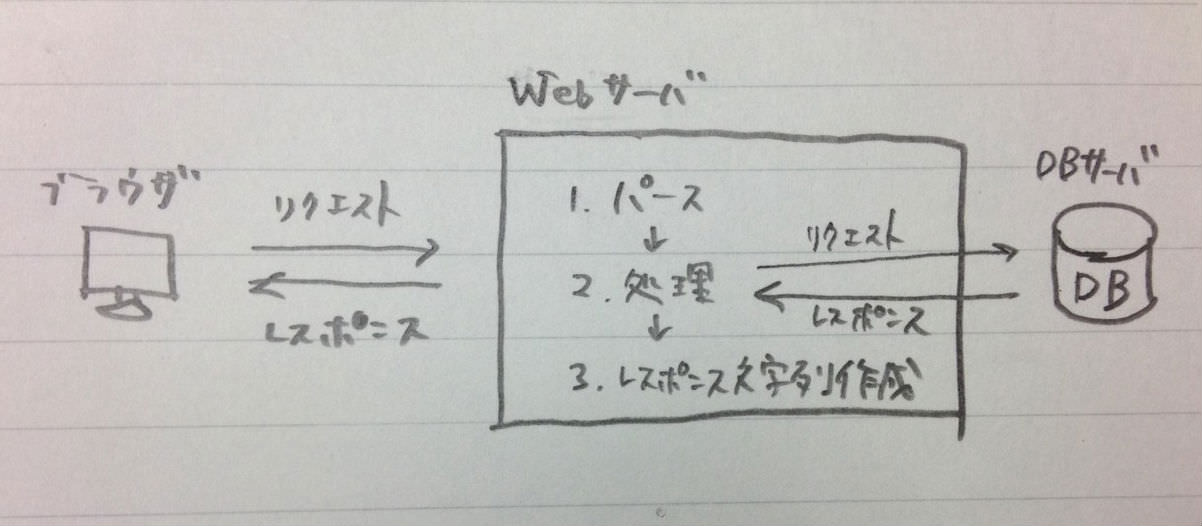 Webサーバ
ブラウザ
リクエスト
レスポンス
1. パース
↓
2. 処理
↓
3. レスポンス文字列作成
リクエスト
レスポンス
DBサーバ
DB